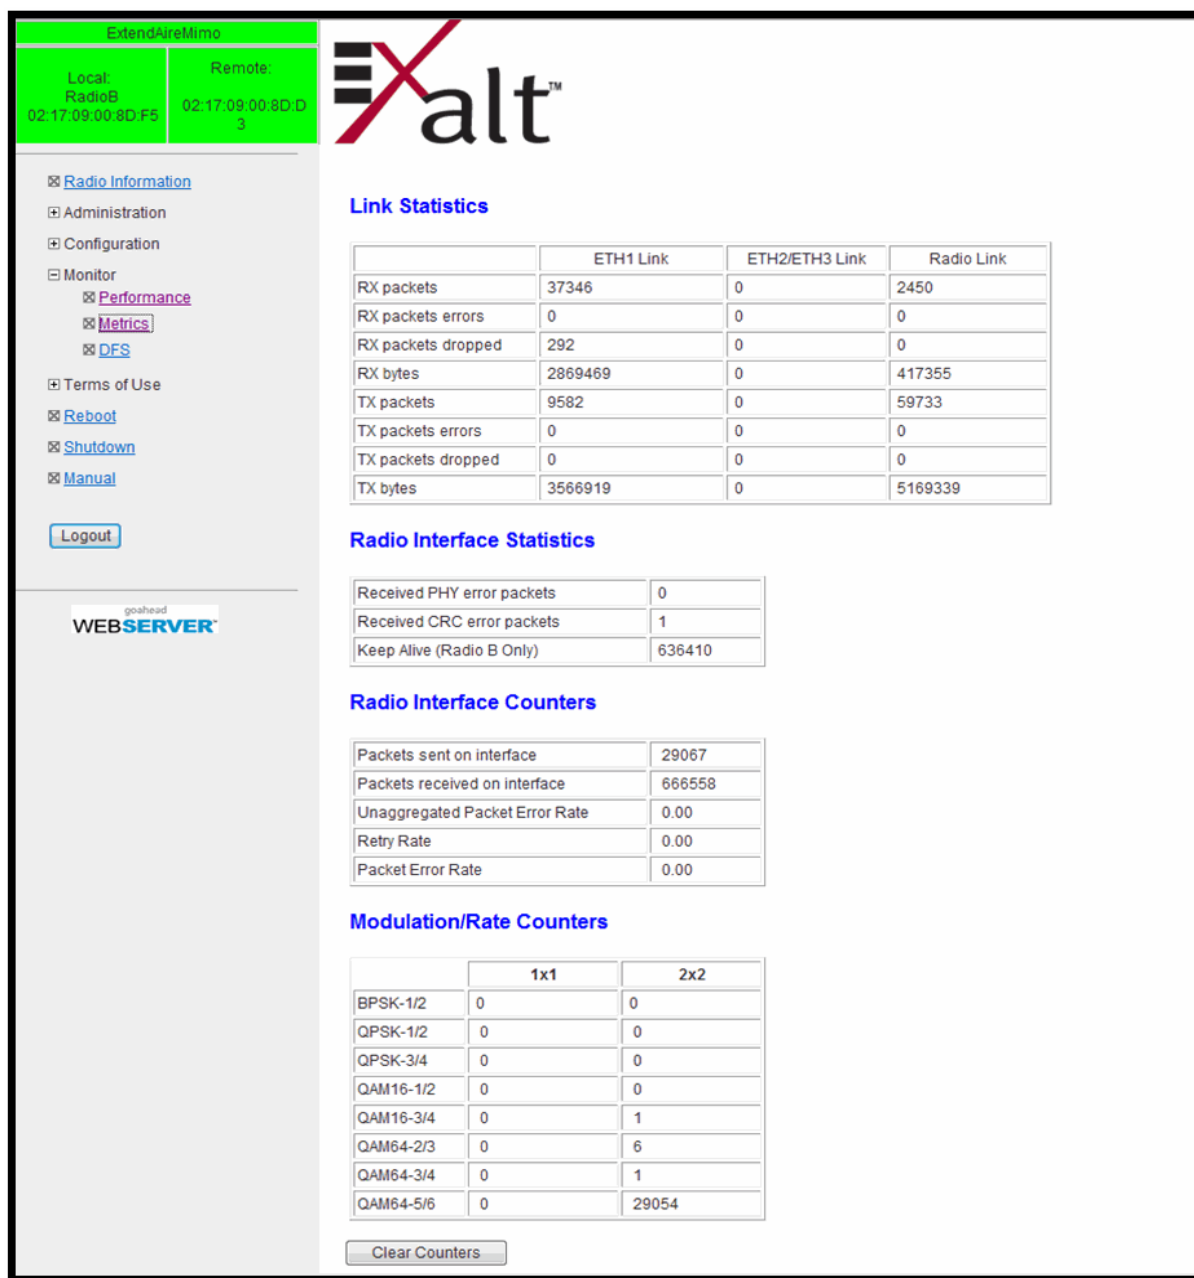 ExtendAireMimo
Local:
RadioB
02:17:09:00:8D:F5
Remote:
02:17:09:00:8D:D
3
EXalt™
Radio Information
Administration
Configuration
Monitor
Performance
Metrics
DFS
Terms of Use
Reboot
Shutdown
Manual
Logout
goahead
WEBSERVER
Link Statistics
ETH1 Link ETH2/ETH3 Link Radio Link
RX packets 37346 0 2450
RX packets errors 0 0 0
RX packets dropped 292 0 0
RX bytes 2869469 0 417355
TX packets 9582 0 59733
TX packets errors 0 0 0
TX packets dropped 0 0 0
TX bytes 3566919 0 5169339
Radio Interface Statistics
Received PHY error packets 0
Received CRC error packets 1
Keep Alive (Radio B Only) 636410
Radio Interface Counters
Packets sent on interface 29067
Packets received on interface 666558
Unaggregated Packet Error Rate 0.00
Retry Rate 0.00
Packet Error Rate 0.00
Modulation/Rate Counters
1x1 2x2
BPSK-1/2 0 0
QPSK-1/2 0 0
QPSK-3/4 0 0
QAM16-1/2 0 0
QAM16-3/4 0 1
QAM64-2/3 0 6
QAM64-3/4 0 1
QAM64-5/6 0 29054
Clear Counters